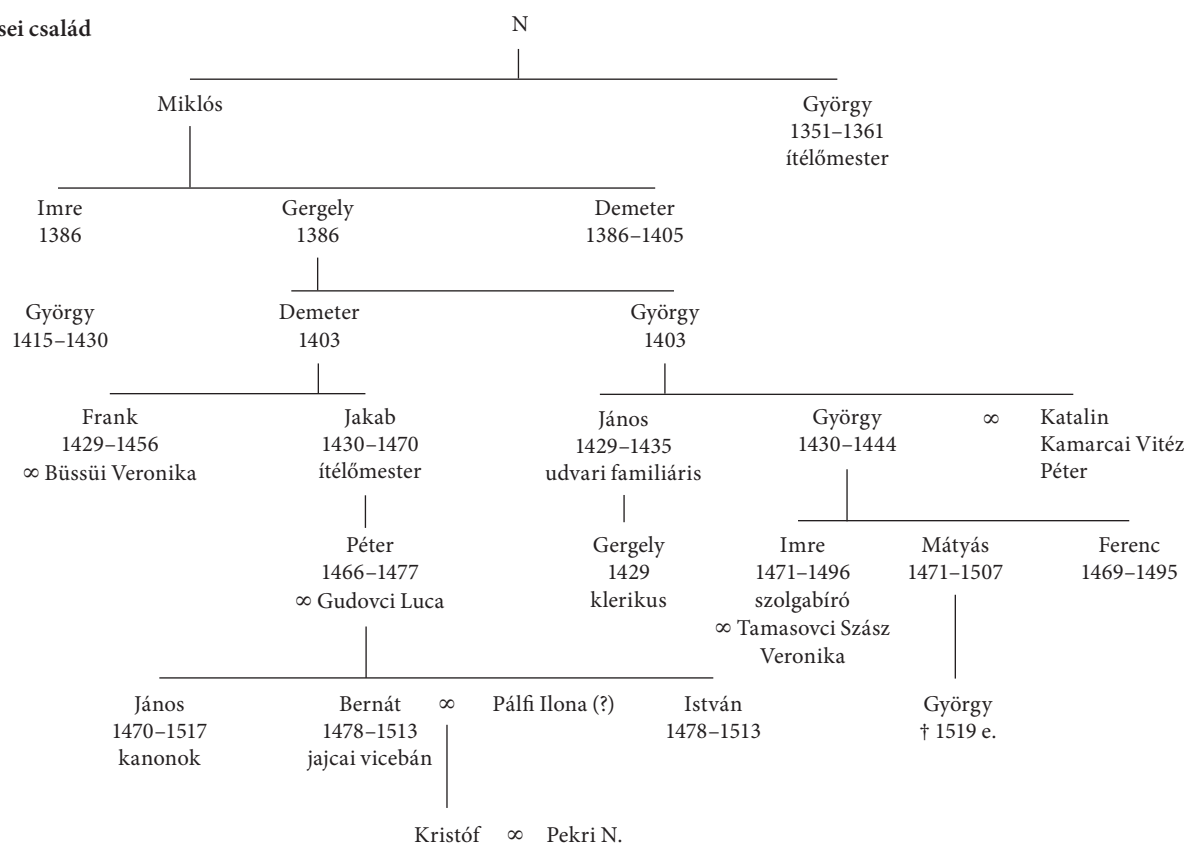 sei család
N
Miklós
György
1351–1361
ítélőmester
Imre
1386
Gergely
1386
Demeter
1386–1405
György
1415–1430
Demeter
1403
György
1403
Frank
1429–1456
∞ Büssüi Veronika
Jakab
1430–1470
ítélőmester
János
1429–1435
udvari familiáris
György
1430–1444
∞
Katalin
Kamarcai Vitéz
Péter
Péter
1466–1477
∞ Gudovci Luca
Gergely
1429
klerikus
Imre
1471–1496
szolgabíró
∞ Tamasovci Szász
Veronika
Mátyás
1471–1507
Ferenc
1469–1495
János
1470–1517
kanonok
Bernát
1478–1513
jajcai vicebán
∞
Pálfi Ilona (?)
István
1478–1513
György
† 1519 e.
Kristóf ∞ Pekri N.